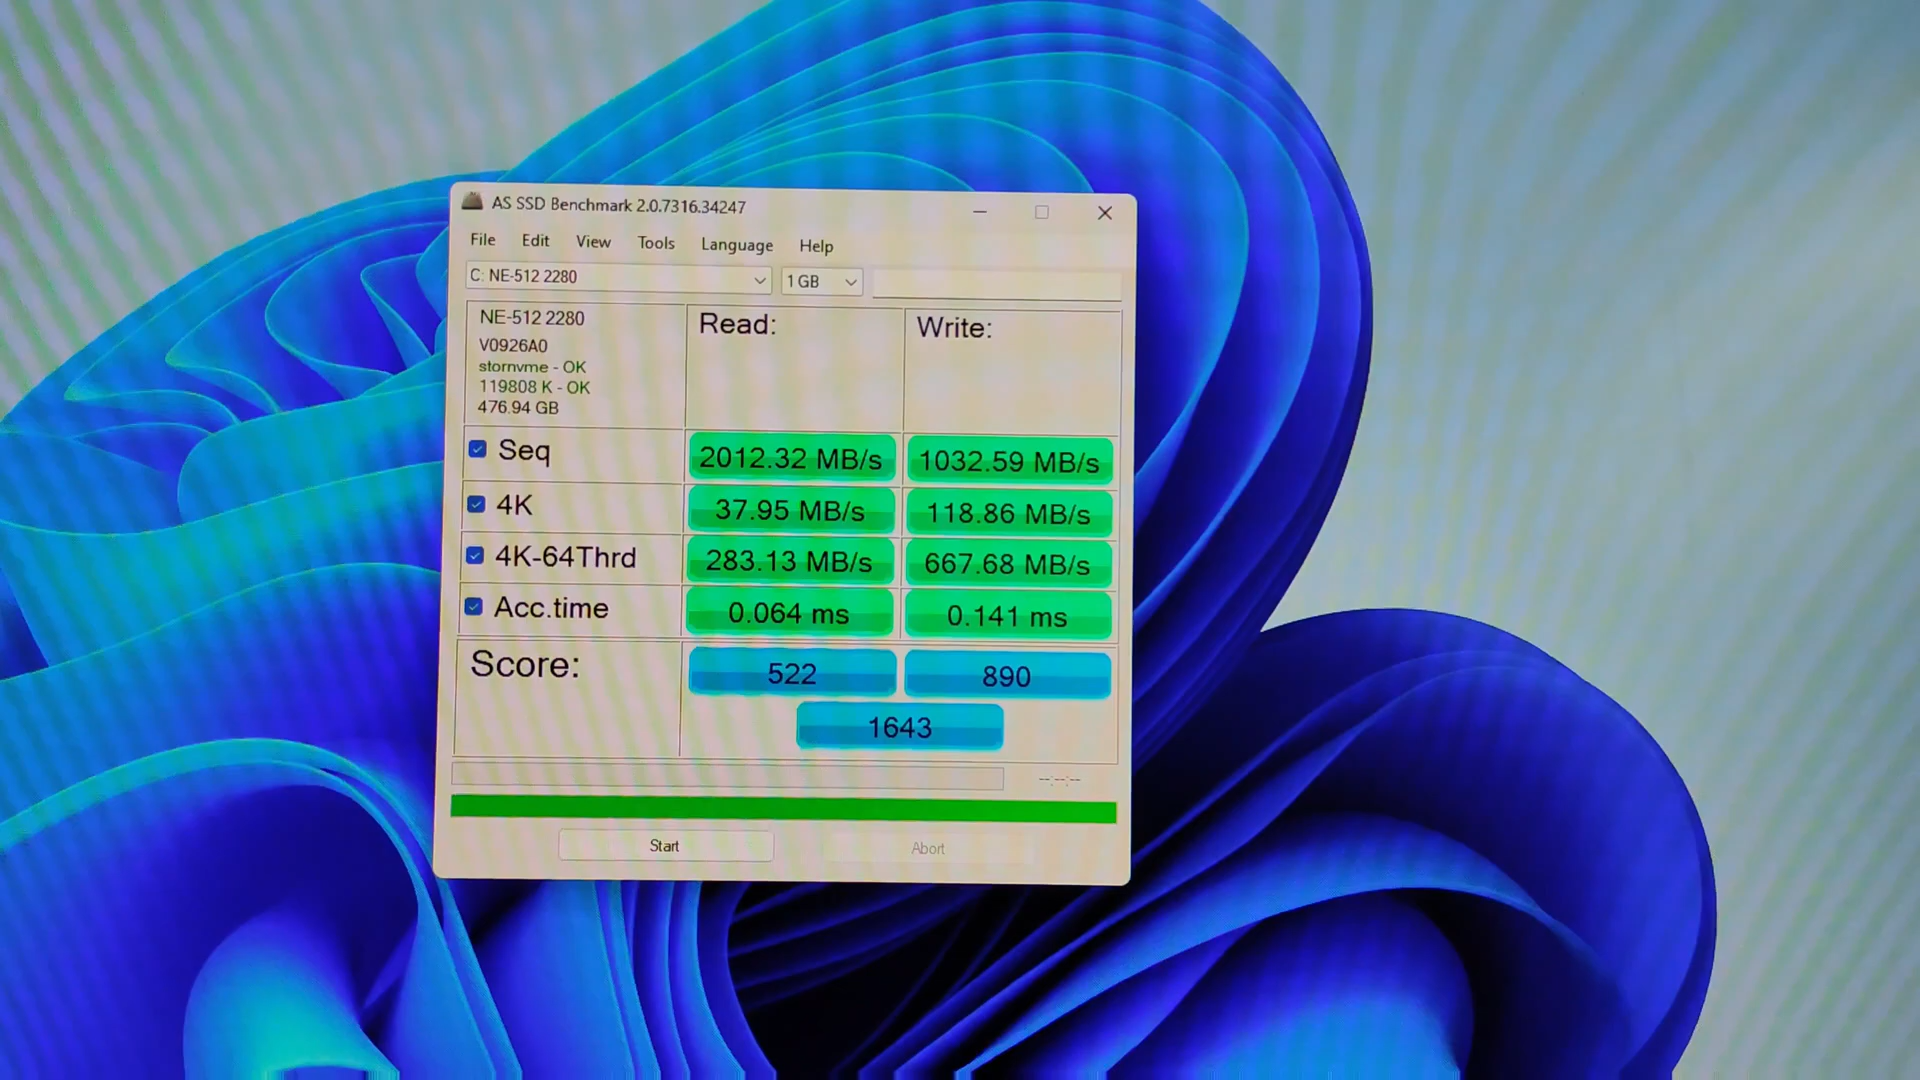 AS SSD Benchmark 2.0.7316.34247
File Edit View Tools Language Help
C: NE-512 2280 1 GB
NE-512 2280
V0926A0
stornvme - OK
119808 K - OK
476.94 GB
Read: Write:
Seq 2012.32 MB/s 1032.59 MB/s
4K 37.95 MB/s 118.86 MB/s
4K-64Thrd 283.13 MB/s 667.68 MB/s
Acc.time 0.064 ms 0.141 ms
Score: 522 890
1643
--:--:--
Start Abort